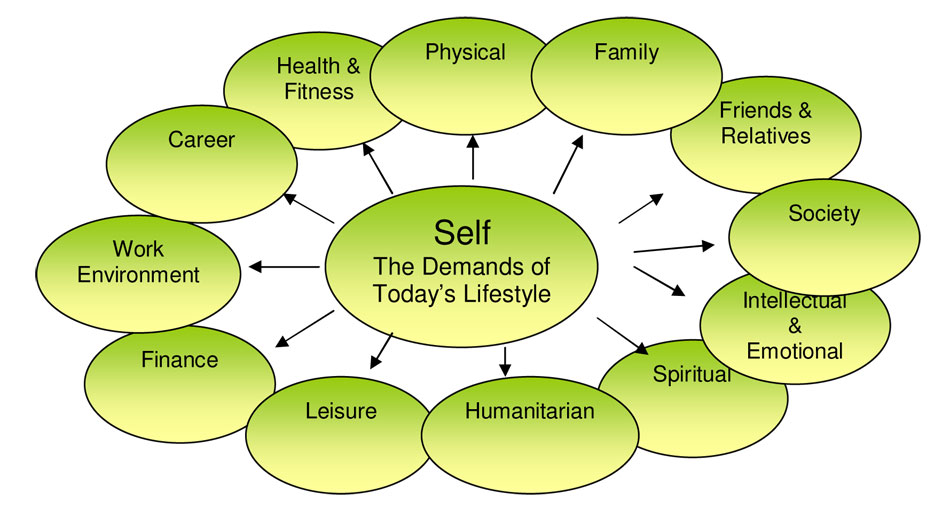 Physical
Family
Health &
Fitness
Friends &
Relatives
Career
Society
Self
The Demands of
Today's Lifestyle
Work
Environment
Intellectual
&
Emotional
Finance
Spiritual
Leisure
Humanitarian